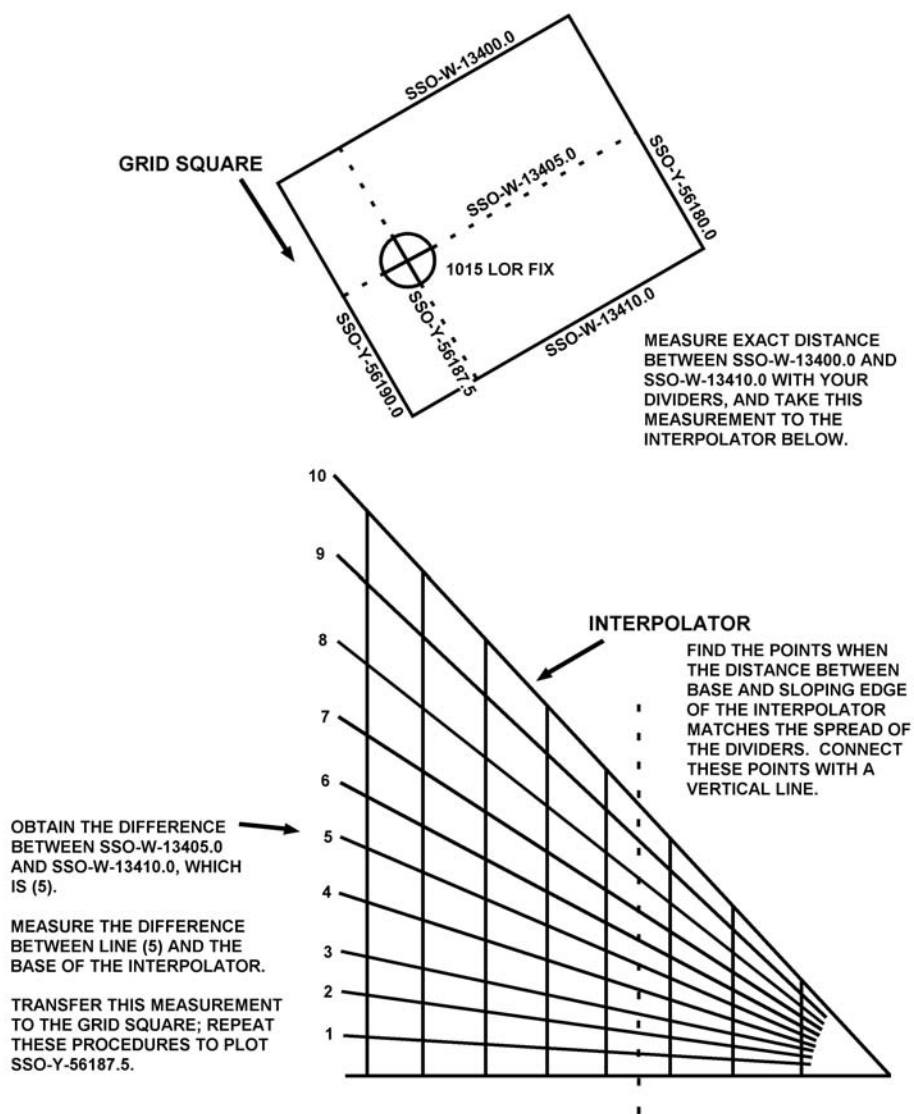 SSO-W-13400.0
GRID SQUARE
SSO-W-13405.0
SSO-Y-56180.0
1015 LOR FIX
SSO-Y-56187.5
SSO-Y-56190.0
SSO-W-13410.0
MEASURE EXACT DISTANCE
BETWEEN SSO-W-13400.0 AND
SSO-W-13410.0 WITH YOUR
DIVIDERS, AND TAKE THIS
MEASUREMENT TO THE
INTERPOLATOR BELOW.
10
9
8
7
6
5
4
3
2
1
INTERPOLATOR
FIND THE POINTS WHEN
THE DISTANCE BETWEEN
BASE AND SLOPING EDGE
OF THE INTERPOLATOR
MATCHES THE SPREAD OF
THE DIVIDERS. CONNECT
THESE POINTS WITH A
VERTICAL LINE.
OBTAIN THE DIFFERENCE
BETWEEN SSO-W-13405.0
AND SSO-W-13410.0, WHICH
IS (5).
MEASURE THE DIFFERENCE
BETWEEN LINE (5) AND THE
BASE OF THE INTERPOLATOR.
TRANSFER THIS MEASUREMENT
TO THE GRID SQUARE; REPEAT
THESE PROCEDURES TO PLOT
SSO-Y-56187.5.